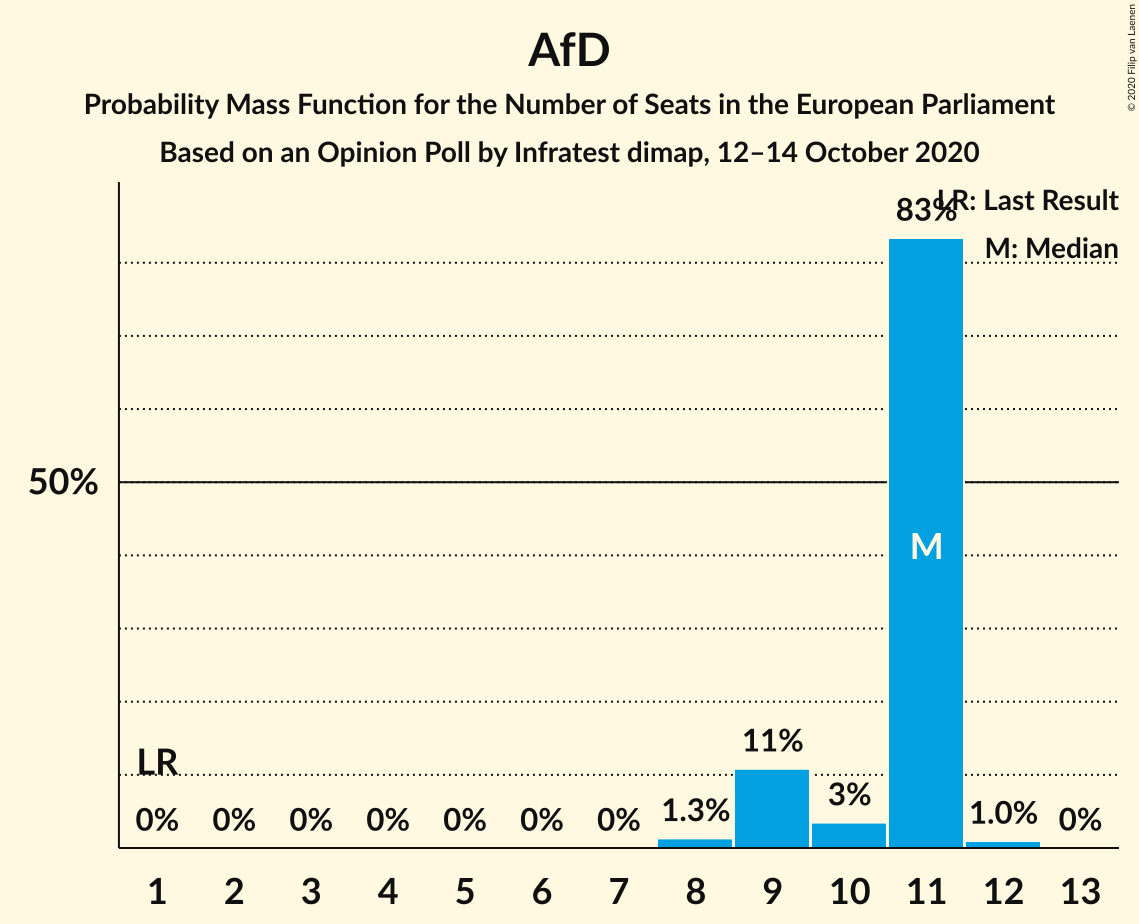 © 2020 Filip van Laenen
AfD
Probability Mass Function for the Number of Seats in the European Parliament
Based on an Opinion Poll by Infratest dimap, 12–14 October 2020
LR: Last Result
M: Median
83%
50%
M
11%
LR
3%
1.3%
1.0%
0% 0% 0% 0% 0% 0% 0% 0%
1 2 3 4 5 6 7 8 9 10 11 12 13